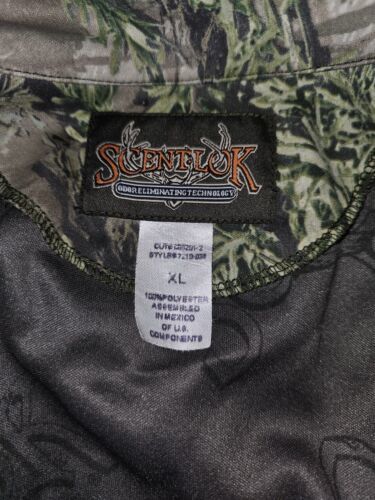 SCENTLOK
ODOR ELIMINATING TECHNOLOGY
XL
100% POLYESTER
ASSEMBLED
IN MEXICO
OF U.S.
COMPONENTS